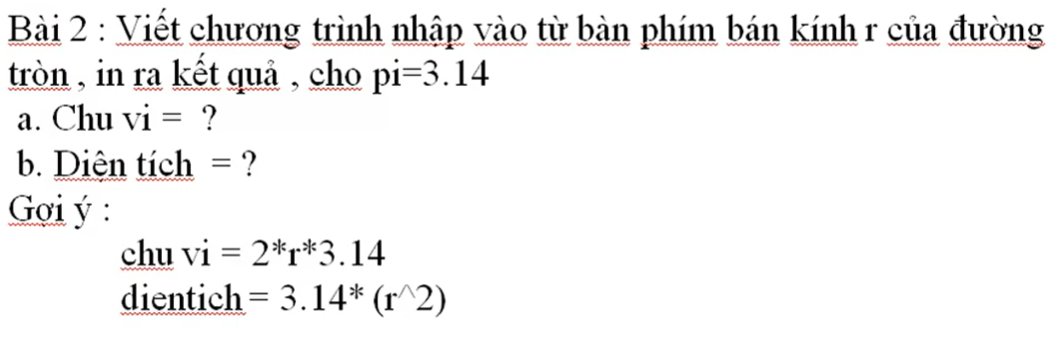 Bài 2 : Viết chương trình nhập vào từ bàn phím bán kính r của đường
tròn , in ra kết quả , cho pi=3.14
a. Chu vi = ?
b. Diện tích = ?
Gợi ý :
chu vi = 2*r*3.14
dientich = 3.14* (r^2)